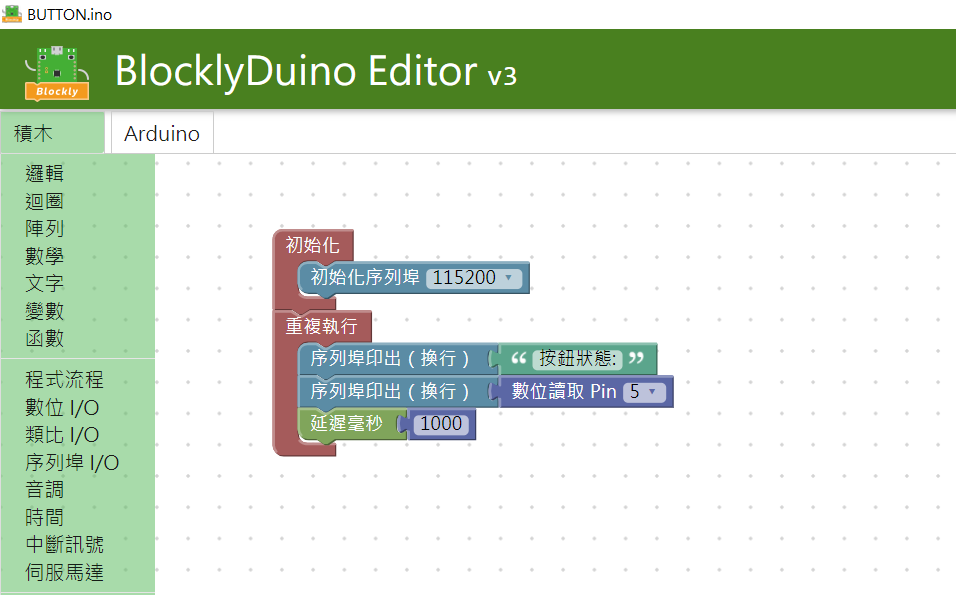 BUTTON.ino
Blockly
BlocklyDuino Editor v3
積木
Arduino
邏輯
迴圈
陣列
數學
文字
變數
函數
程式流程
數位 I/O
類比 I/O
序列埠 I/O
音調
時間
中斷訊號
伺服馬達
初始化
初始化序列埠 115200
重複執行
序列埠印出 ( 換行 ) “ 按鈕狀態: ”
序列埠印出 ( 換行 ) 數位讀取 Pin 5
延遲毫秒 1000